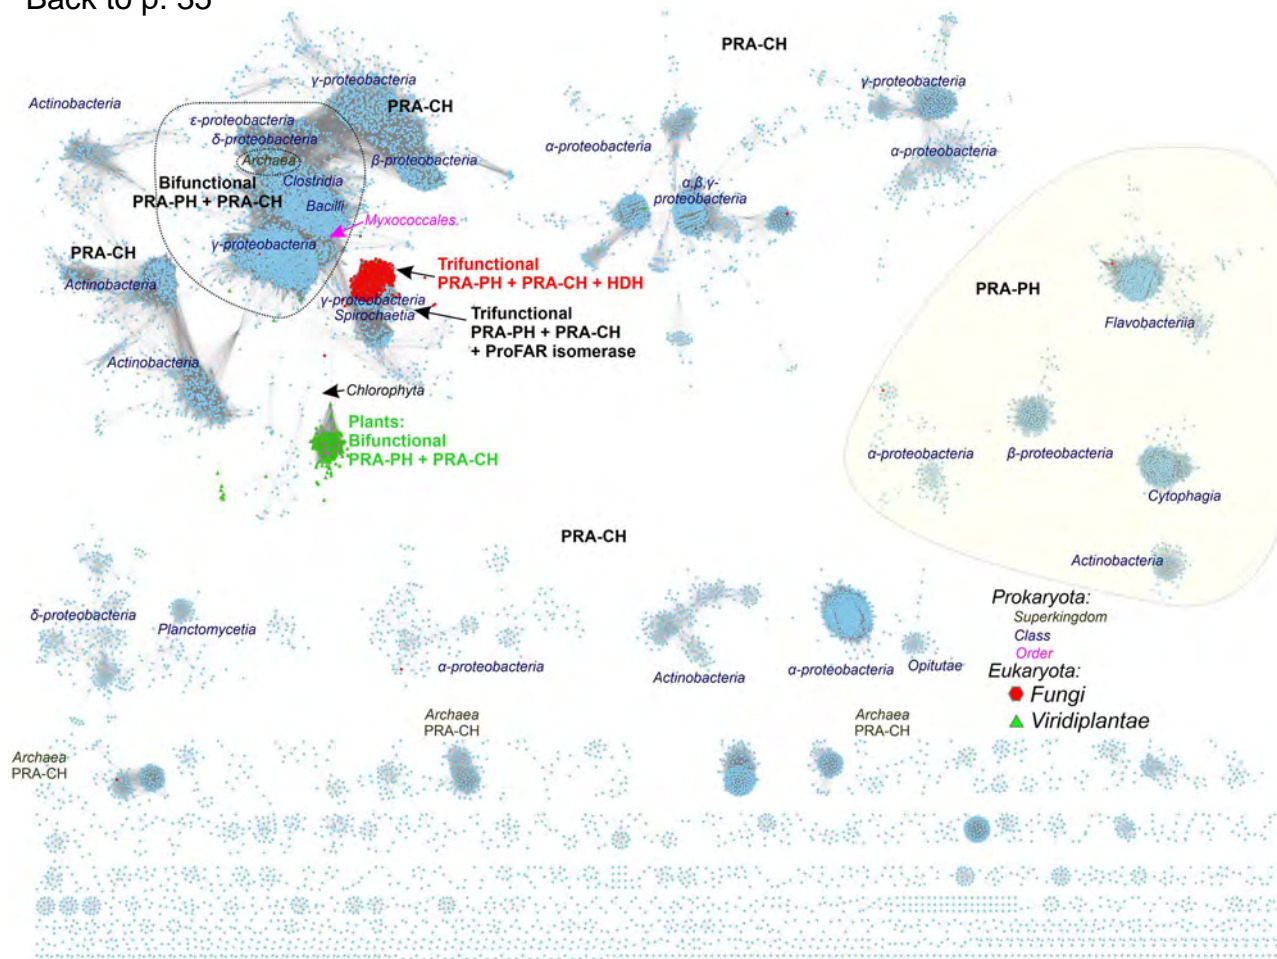 Back to p. 35
PRA-CH
γ-proteobacteria
γ-proteobacteria
Actinobacteria
PRA-CH
ε-proteobacteria
δ-proteobacteria
α-proteobacteria
α-proteobacteria
Archaea
β-proteobacteria
Bifunctional
PRA-PH + PRA-CH
Clostridia
α,β,γ-
proteobacteria
Bacilli
Myxococcales.
γ-proteobacteria
PRA-CH
Trifunctional
PRA-PH + PRA-CH + HDH
Actinobacteria
PRA-PH
γ-proteobacteria
Spirochaetia
Trifunctional
PRA-PH + PRA-CH
+ ProFAR isomerase
Flavobacteriia
Actinobacteria
Chlorophyta
Plants:
Bifunctional
PRA-PH + PRA-CH
α-proteobacteria
β-proteobacteria
Cytophagia
PRA-CH
Actinobacteria
δ-proteobacteria
Planctomycetia
α-proteobacteria
Actinobacteria
α-proteobacteria
Opitutae
Prokaryota:
Superkingdom
Class
Order
Eukaryota:
Fungi
Viridiplantae
Archaea
PRA-CH
Archaea
PRA-CH
Archaea
PRA-CH